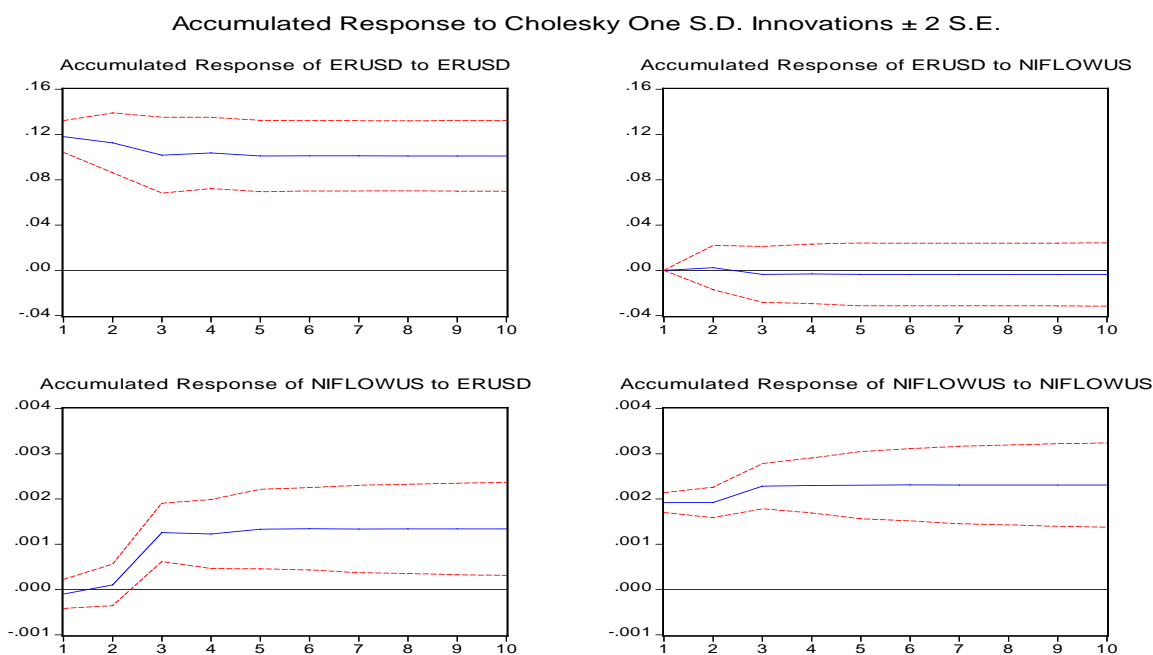 Accumulated Response to Cholesky One S.D. Innovations ± 2 S.E.
Accumulated Response of ERUSD to ERUSD
.16
.12
.08
.04
.00
-.04
1 2 3 4 5 6 7 8 9 10
Accumulated Response of ERUSD to NIFLOWUS
.16
.12
.08
.04
.00
-.04
1 2 3 4 5 6 7 8 9 10
Accumulated Response of NIFLOWUS to ERUSD
.004
.003
.002
.001
.000
-.001
1 2 3 4 5 6 7 8 9 10
Accumulated Response of NIFLOWUS to NIFLOWUS
.004
.003
.002
.001
.000
-.001
1 2 3 4 5 6 7 8 9 10